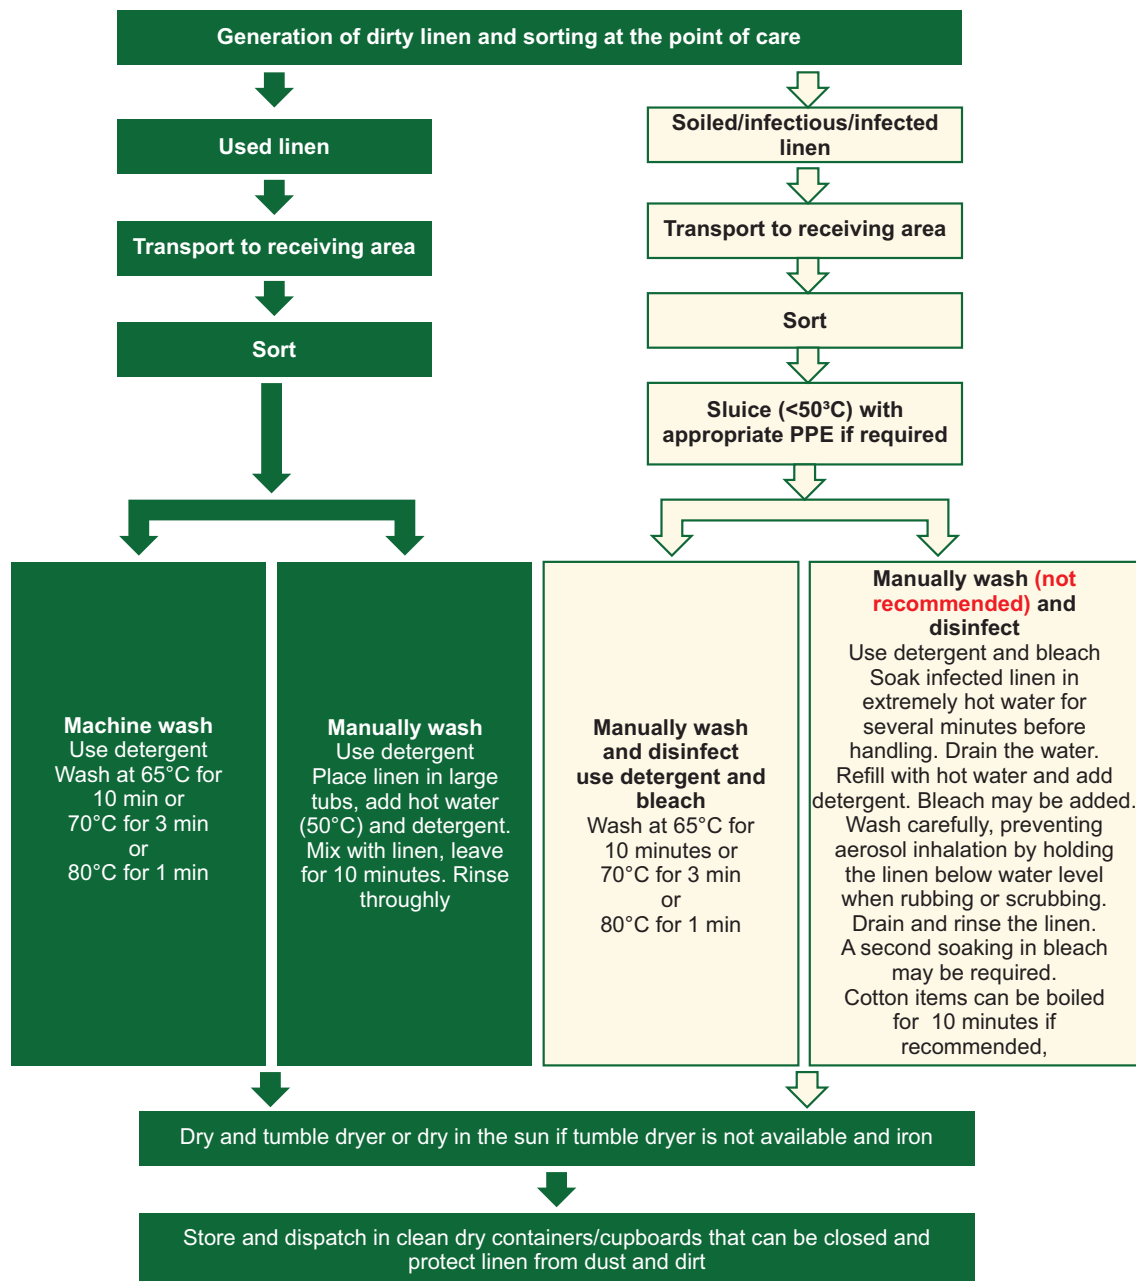 Generation of dirty linen and sorting at the point of care
Used linen
Transport to receiving area
Sort
Soiled/infectious/infected
linen
Transport to receiving area
Sort
Sluice (<50³C) with
appropriate PPE if required
Machine wash
Use detergent
Wash at 65°C for
10 min or
70°C for 3 min
or
80°C for 1 min
Manually wash
Use detergent
Place linen in large
tubs, add hot water
(50°C) and detergent.
Mix with linen, leave
for 10 minutes. Rinse
throughly
Manually wash
and disinfect
use detergent and
bleach
Wash at 65°C for
10 minutes or
70°C for 3 min
or
80°C for 1 min
Manually wash (not
recommended) and
disinfect
Use detergent and bleach
Soak infected linen in
extremely hot water for
several minutes before
handling. Drain the water.
Refill with hot water and add
detergent. Bleach may be added.
Wash carefully, preventing
aerosol inhalation by holding
the linen below water level
when rubbing or scrubbing.
Drain and rinse the linen.
A second soaking in bleach
may be required.
Cotton items can be boiled
for 10 minutes if
recommended,
Dry and tumble dryer or dry in the sun if tumble dryer is not available and iron
Store and dispatch in clean dry containers/cupboards that can be closed and
protect linen from dust and dirt